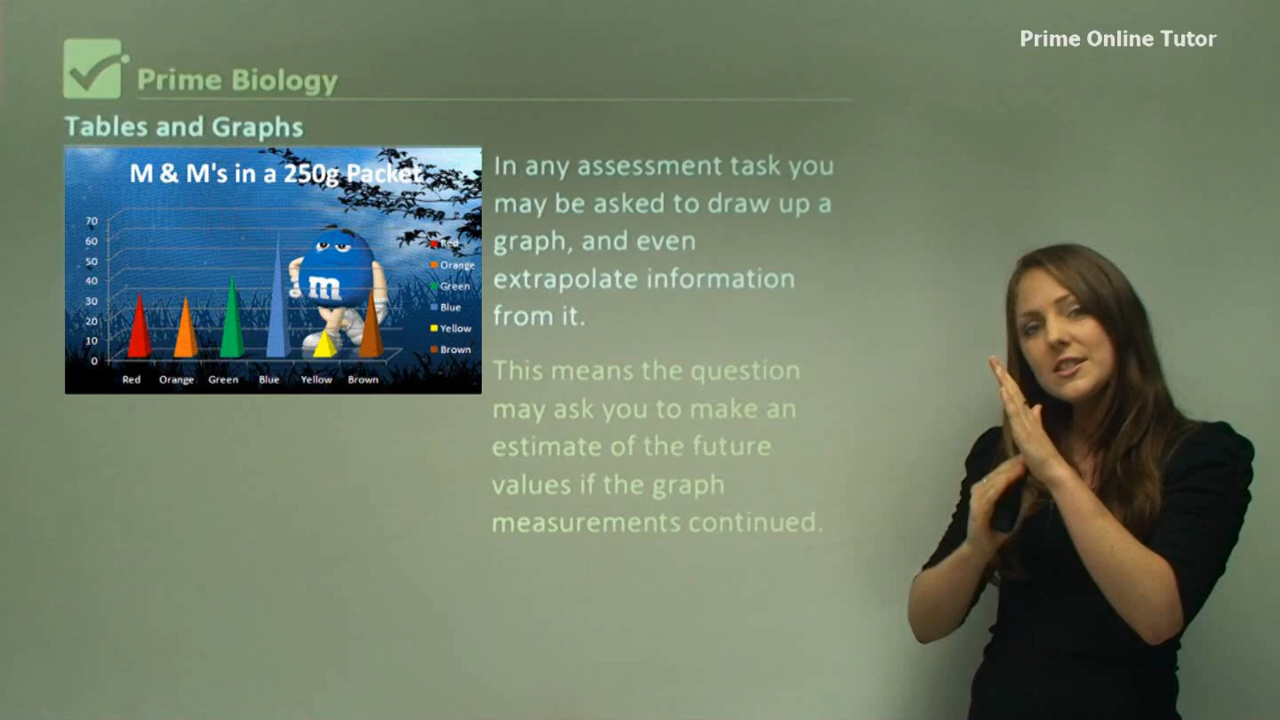 Prime Online Tutor
Prime Biology
Tables and Graphs
M & M's in a 250g Packet
70
60
50
40
30
20
10
0
Red Orange Green Blue Yellow Brown
Red
Orange
Green
Blue
Yellow
Brown
m
In any assessment task you
may be asked to draw up a
graph, and even
extrapolate information
from it.
This means the question
may ask you to make an
estimate of the future
values if the graph
measurements continued.